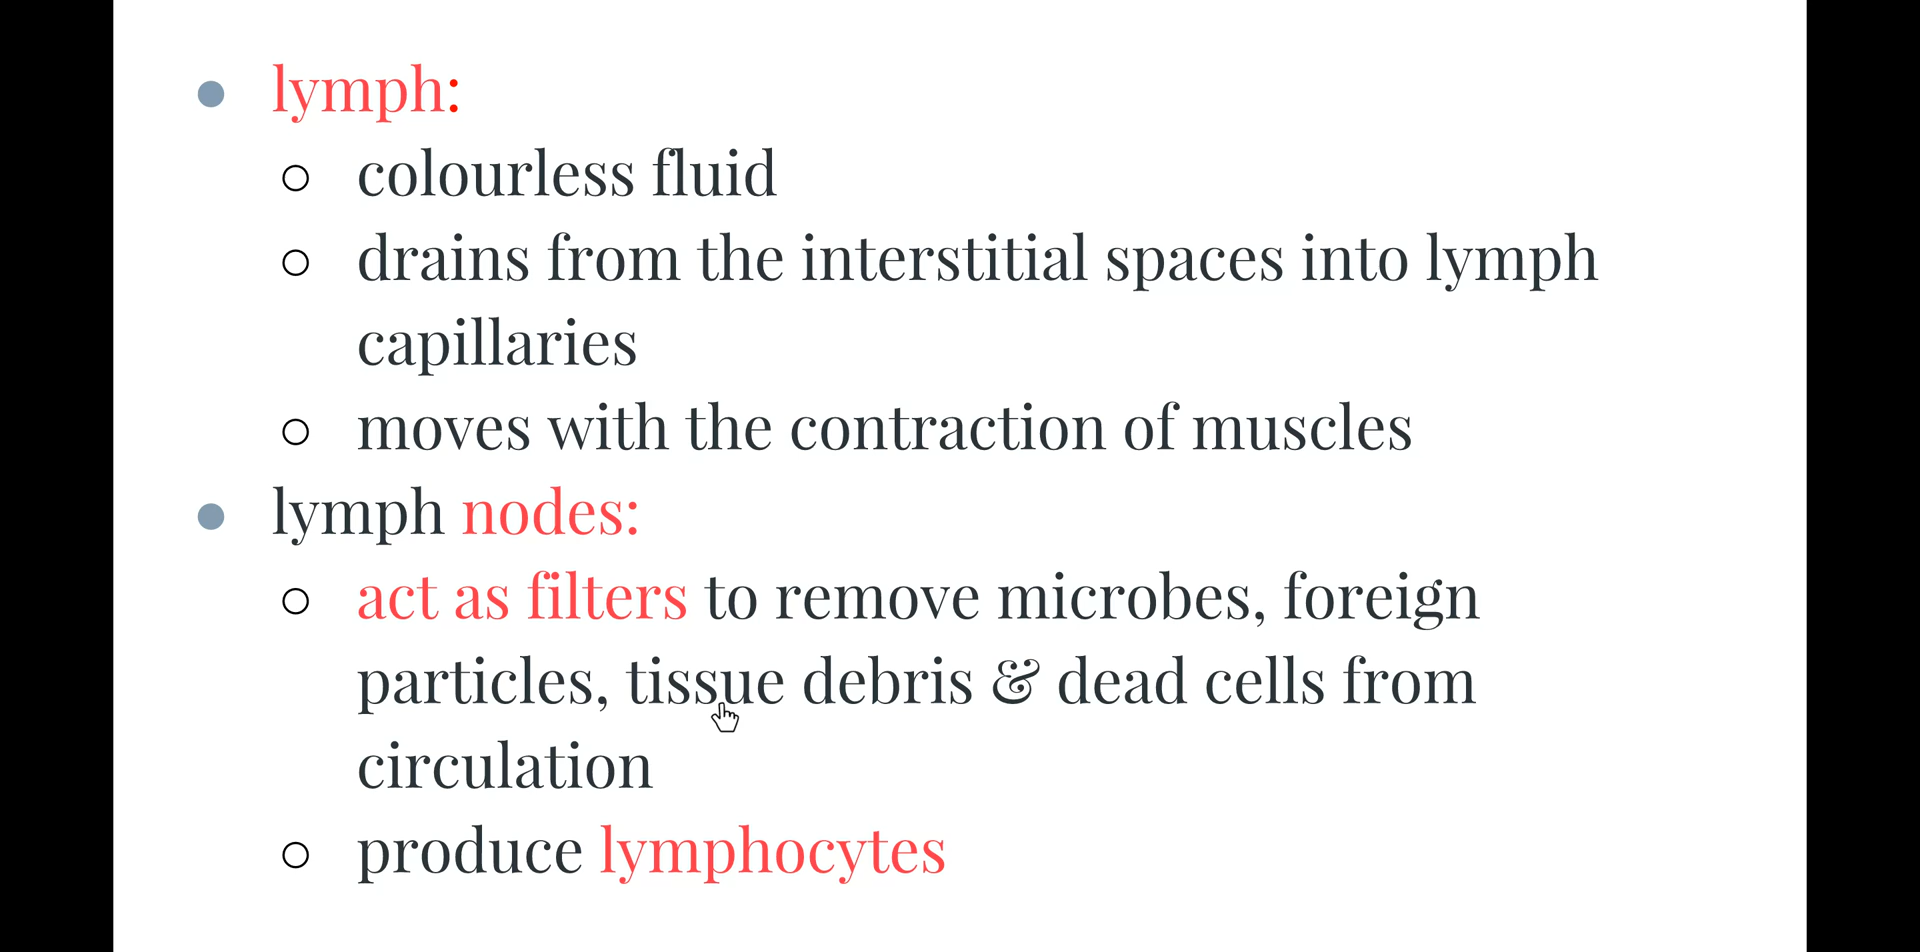 lymph:
colourless fluid
drains from the interstitial spaces into lymph
capillaries
moves with the contraction of muscles
lymph nodes:
act as filters to remove microbes, foreign
particles, tissue debris & dead cells from
circulation
produce lymphocytes